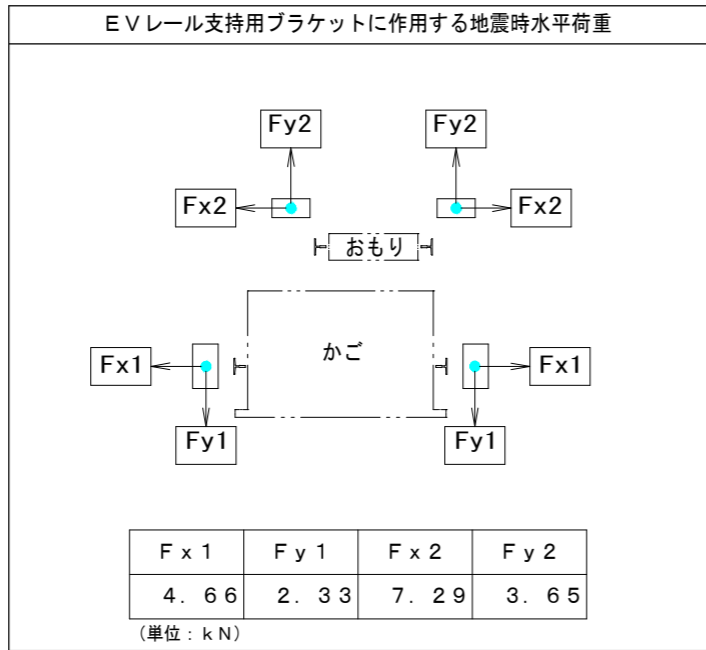 ＥＶレール支持用ブラケットに作用する地震時水平荷重
Fy2 Fy2
Fx2 Fx2
おもり
かご
Fx1 Fx1
Fy1 Fy1
Ｆｘ１ Ｆｙ１ Ｆｘ２ Ｆｙ２
４．６６ ２．３３ ７．２９ ３．６５
（単位：ｋＮ）